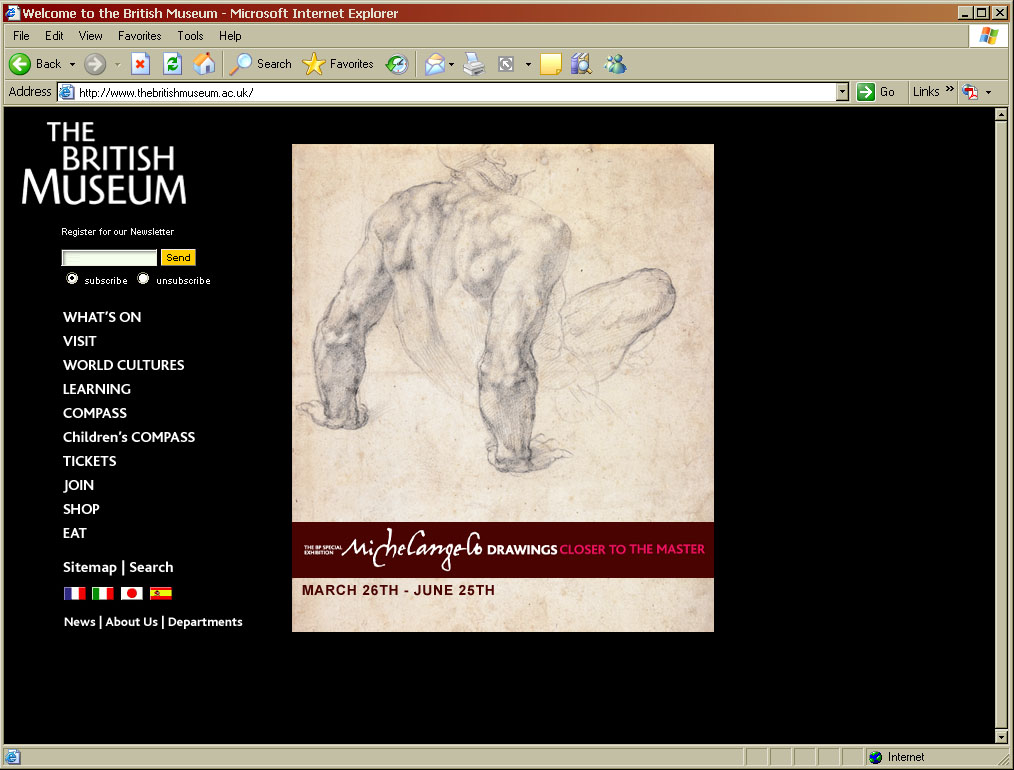 Welcome to the British Museum - Microsoft Internet Explorer
File Edit View Favorites Tools Help
Back Search Favorites
Address http://www.thebritishmuseum.ac.uk/ Go Links »
THE
BRITISH
MUSEUM
Register for our Newsletter
Send
subscribe unsubscribe
WHAT'S ON
VISIT
WORLD CULTURES
LEARNING
COMPASS
Children's COMPASS
TICKETS
JOIN
SHOP
EAT
Sitemap | Search
News | About Us | Departments
THE BP SPECIAL
EXHIBITION
Michelangelo DRAWINGS CLOSER TO THE MASTER
MARCH 26TH - JUNE 25TH
Internet